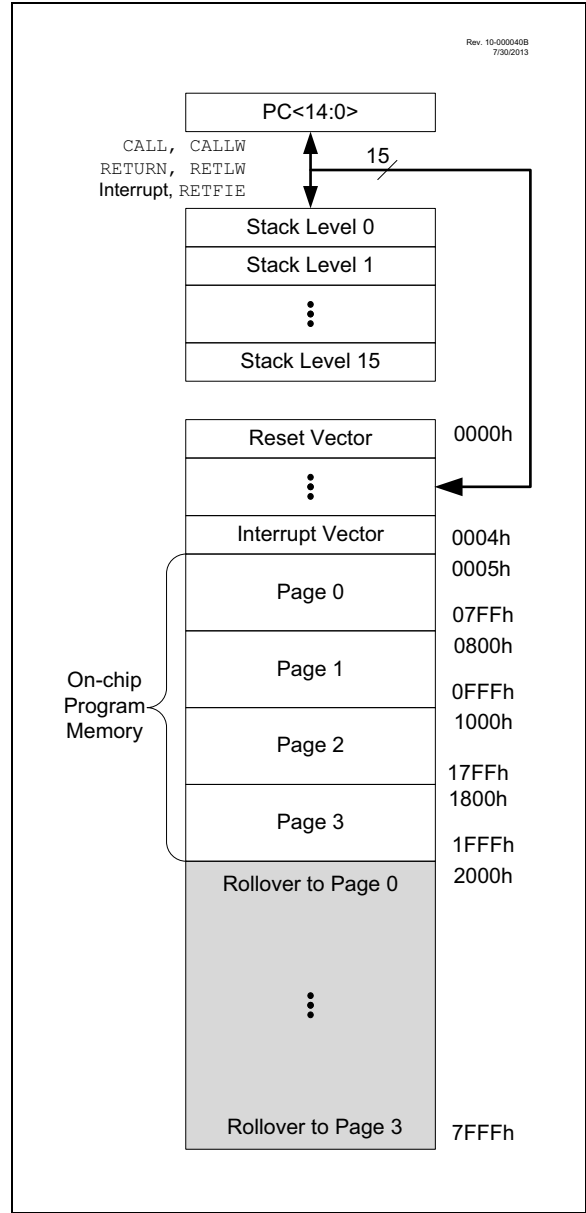 Rev. 10-000040B
7/30/2013
PC<14:0>
CALL, CALLW
RETURN, RETLW
Interrupt, RETFIE
15
Stack Level 0
Stack Level 1
Stack Level 15
Reset Vector
0000h
Interrupt Vector
0004h
0005h
Page 0
07FFh
0800h
Page 1
0FFFh
1000h
On-chip
Program
Memory
Page 2
17FFh
1800h
Page 3
1FFFh
Rollover to Page 0
2000h
Rollover to Page 3
7FFFh